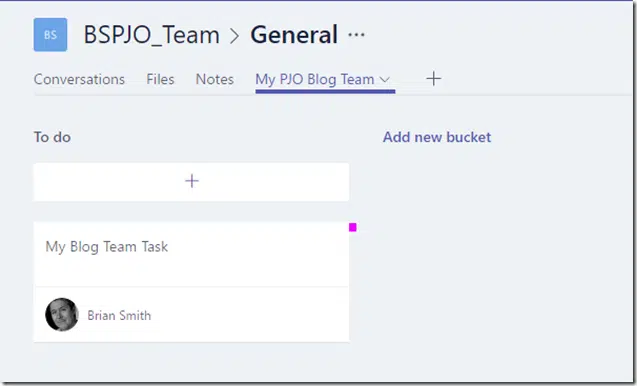 BS BSPJO_Team > General ···
Conversations Files Notes My PJO Blog Team
To do Add new bucket
+
My Blog Team Task
Brian Smith